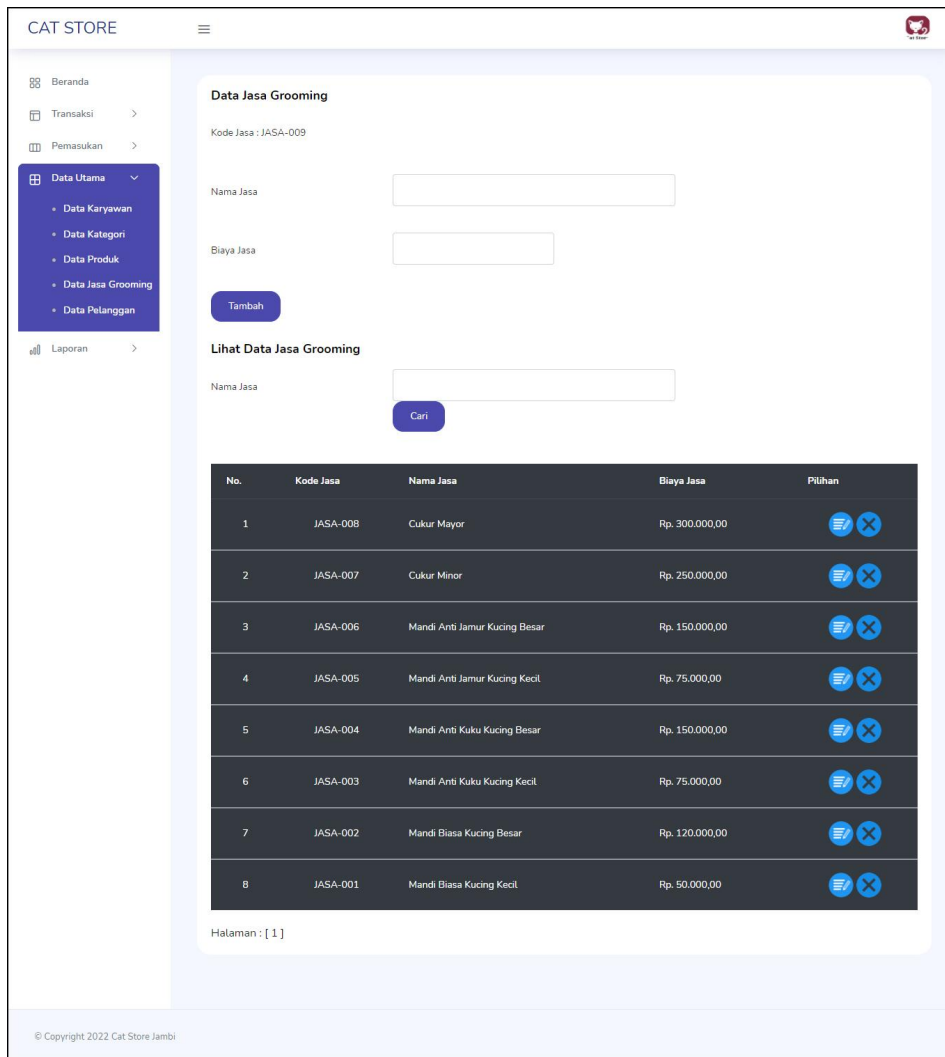 CAT STORE
Cat Store
Beranda
Transaksi
Pemasukan
Data Utama
Data Karyawan
Data Kategori
Data Produk
Data Jasa Grooming
Data Pelanggan
Laporan
Data Jasa Grooming
Kode Jasa : JASA-009
Nama Jasa
Biaya Jasa
Tambah
Lihat Data Jasa Grooming
Nama Jasa
Cari
No. Kode Jasa Nama Jasa Biaya Jasa Pilihan
1 JASA-008 Cukur Mayor Rp. 300.000,00
2 JASA-007 Cukur Minor Rp. 250.000,00
3 JASA-006 Mandi Anti Jamur Kucing Besar Rp. 150.000,00
4 JASA-005 Mandi Anti Jamur Kucing Kecil Rp. 75.000,00
5 JASA-004 Mandi Anti Kuku Kucing Besar Rp. 150.000,00
6 JASA-003 Mandi Anti Kuku Kucing Kecil Rp. 75.000,00
7 JASA-002 Mandi Biasa Kucing Besar Rp. 120.000,00
8 JASA-001 Mandi Biasa Kucing Kecil Rp. 50.000,00
Halaman : [ 1 ]
© Copyright 2022 Cat Store Jambi